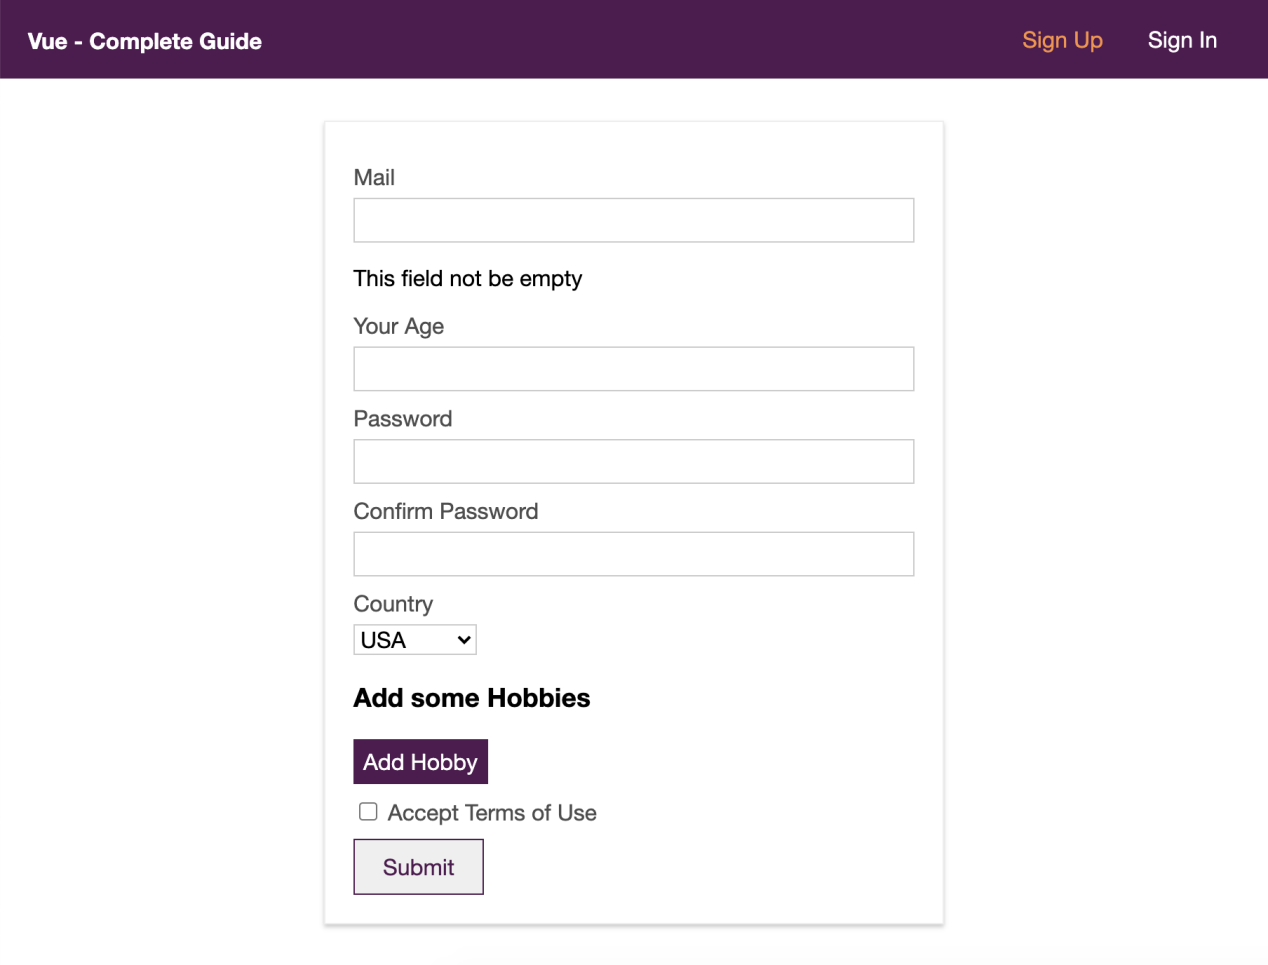 Vue - Complete Guide
Sign Up
Sign In
Mail
This field not be empty
Your Age
Password
Confirm Password
Country
USA
Add some Hobbies
Add Hobby
Accept Terms of Use
Submit